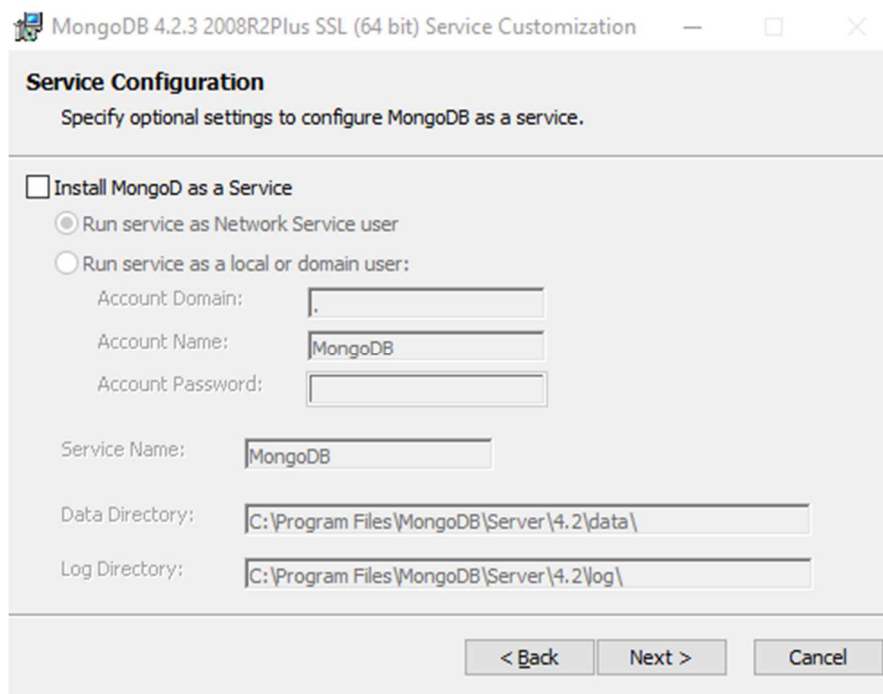 MongoDB 4.2.3 2008R2Plus SSL (64 bit) Service Customization
Service Configuration
Specify optional settings to configure MongoDB as a service.
Install MongoD as a Service
Run service as Network Service user
Run service as a local or domain user:
Account Domain: .
Account Name: MongoDB
Account Password:
Service Name: MongoDB
Data Directory: C:\Program Files\MongoDB\Server\4.2\data\
Log Directory: C:\Program Files\MongoDB\Server\4.2\log\
< Back Next > Cancel